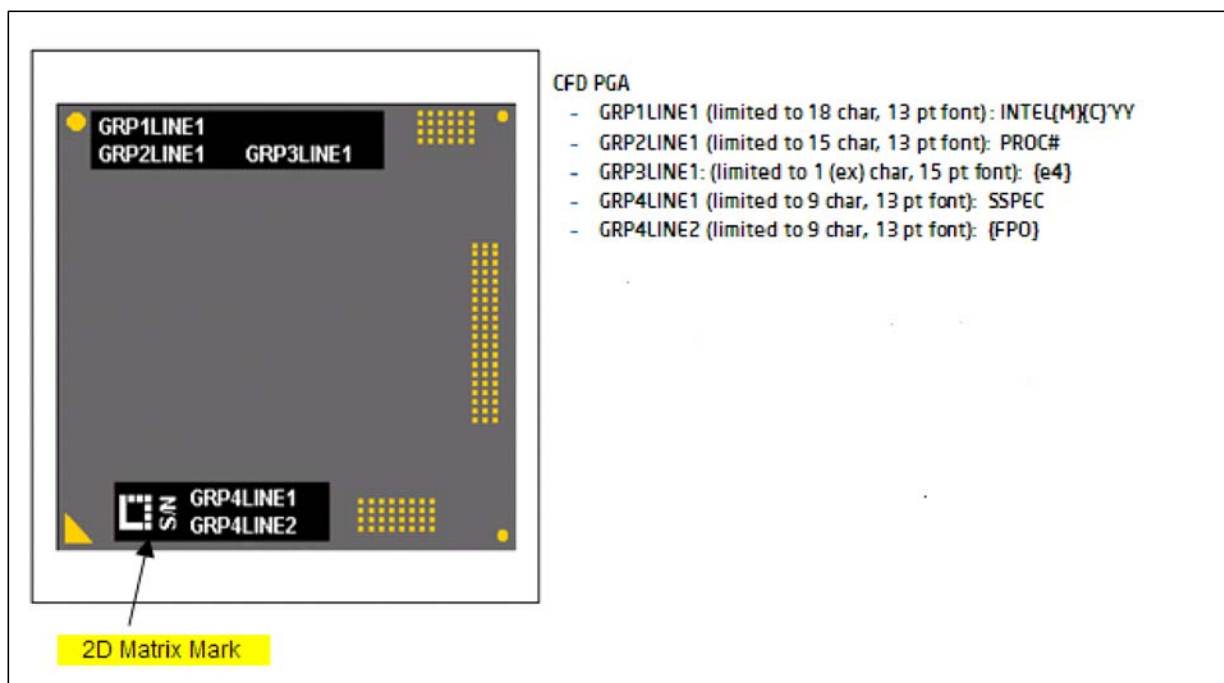 CFD PGA
- GRP1LINE1 (limited to 18 char, 13 pt font): INTEL{M}{C}'YY
- GRP2LINE1 (limited to 15 char, 13 pt font): PROC#
- GRP3LINE1: (limited to 1 (ex) char, 15 pt font): {e4}
- GRP4LINE1 (limited to 9 char, 13 pt font): SSPEC
- GRP4LINE2 (limited to 9 char, 13 pt font): {FPO}
GRP1LINE1
GRP2LINE1 GRP3LINE1
S/N
GRP4LINE1
GRP4LINE2
2D Matrix Mark